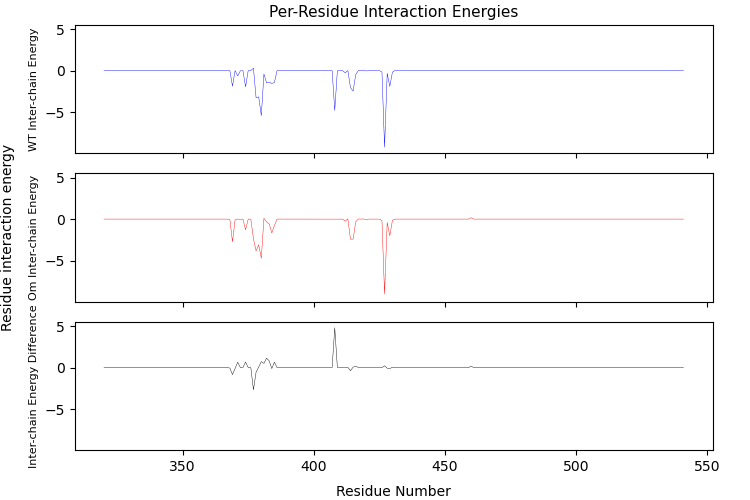 Per-Residue Interaction Energies
Residue interaction energy
WT Inter-chain Energy
5
0
−5
Om Inter-chain Energy
5
0
−5
Inter-chain Energy Difference
5
0
−5
350
400
450
500
550
Residue Number